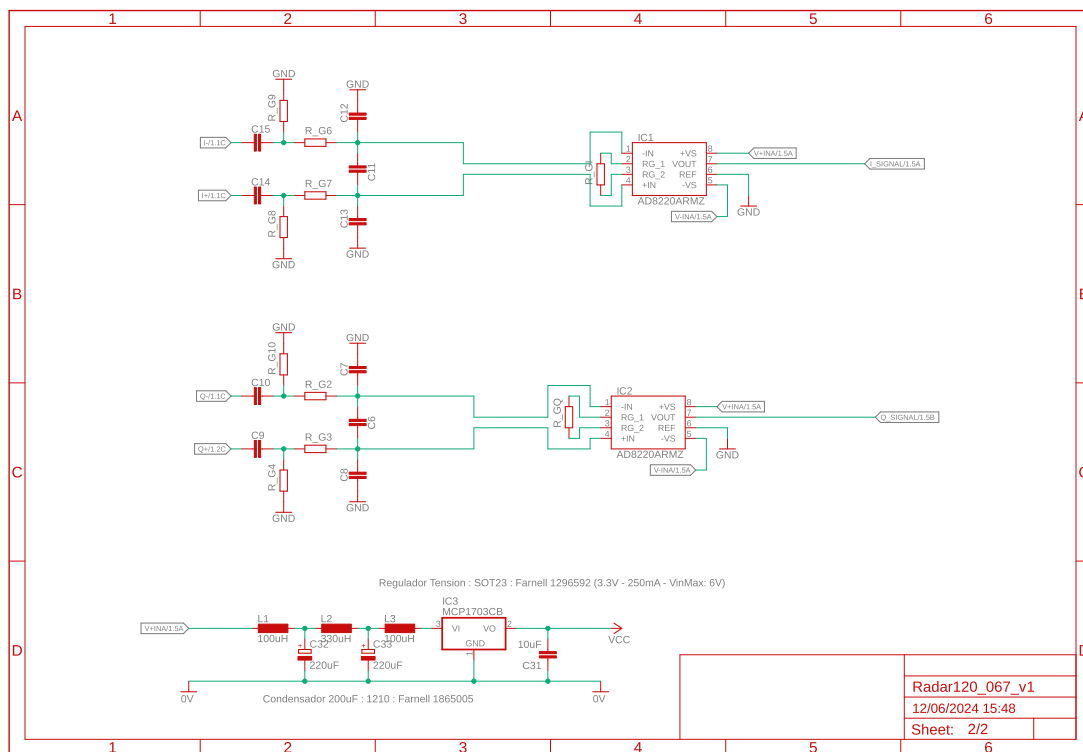 1 2 3 4 5 6
A
A
B
B
C
C
D
D
GND
R_G9
GND
C12
C15
R_G6
I-/1.1C
C11
C14
R_G7
I+/1.1C
R_G8
C13
GND
GND
IC1
1 -IN +VS 8
2 RG_1 VOUT 7
3 RG_2 REF 6
4 +IN -VS 5
AD8220ARMZ
R_GI
V+INA/1.5A
I_SIGNAL/1.5A
V-INA/1.5A
GND
GND
R_G10
GND
C7
C10
R_G2
Q-/1.1C
C6
C9
R_G3
Q+/1.2C
R_G4
C8
GND
GND
IC2
1 -IN +VS 8
2 RG_1 VOUT 7
3 RG_2 REF 6
4 +IN -VS 5
AD8220ARMZ
R_GQ
V+INA/1.5A
Q_SIGNAL/1.5B
V-INA/1.5A
GND
Regulador Tension : SOT23 : Farnell 1296592 (3.3V - 250mA - VinMax: 6V)
V+INA/1.5A
L1
100uH
L2
330uH
L3
100uH
C32
220uF
C33
220uF
IC3
MCP1703CB
3 VI VO 2
GND
1
10uF
C31
VCC
0V
0V
Condensador 200uF : 1210 : Farnell 1865005
Radar120_067_v1
12/06/2024 15:48
Sheet: 2/2
1 2 3 4 5 6